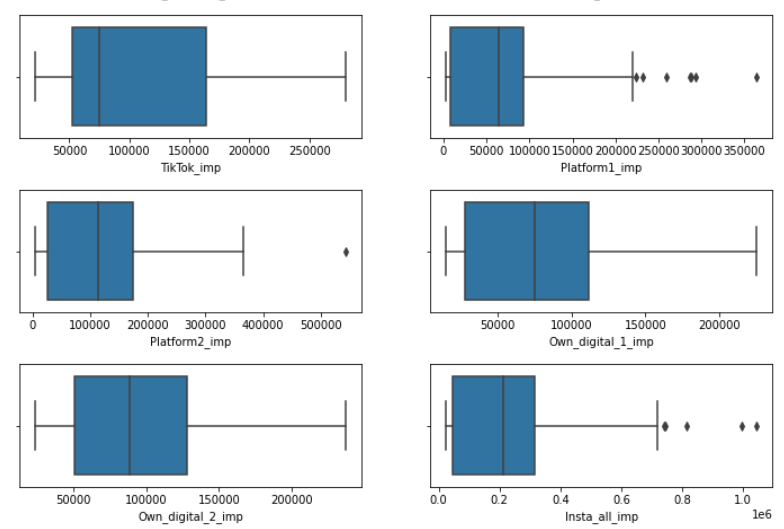 50000 100000 150000 200000 250000
TikTok_imp
0 50000 100000 150000 200000 250000 300000 350000
Platform1_imp
0 100000 200000 300000 400000 500000
Platform2_imp
50000 100000 150000 200000
Own_digital_1_imp
50000 100000 150000 200000
Own_digital_2_imp
0.0 0.2 0.4 0.6 0.8 1.0
1e6
Insta_all_imp